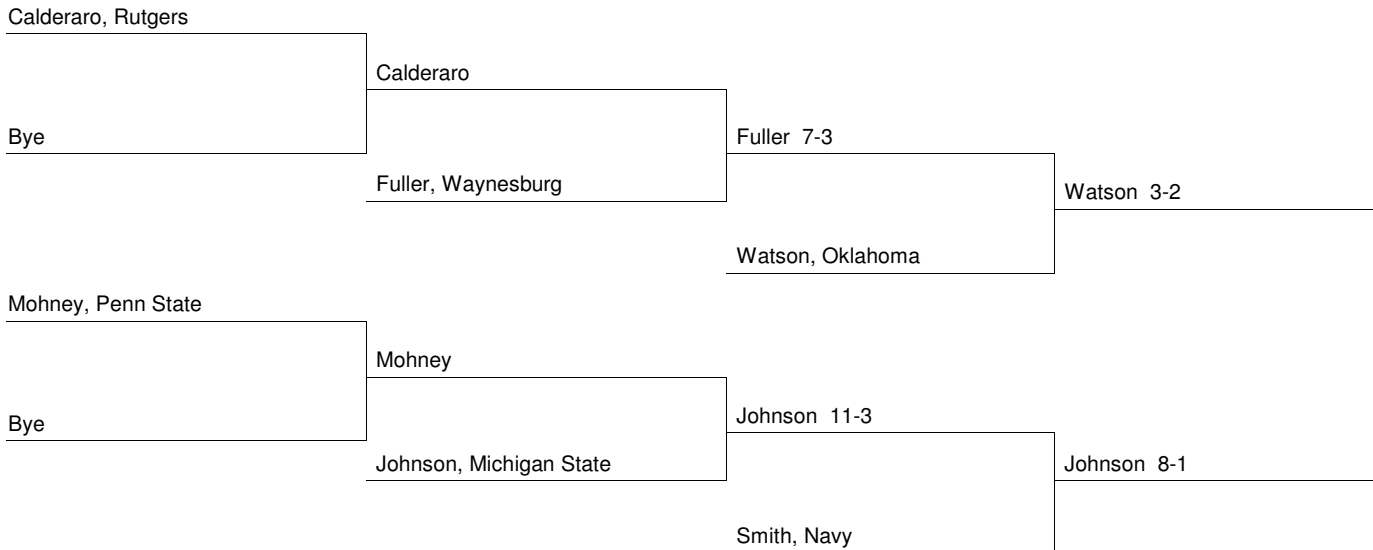 Calderaro, Rutgers
Calderaro
Bye
Fuller 7-3
Fuller, Waynesburg
Watson 3-2
Watson, Oklahoma
Mohney, Penn State
Mohney
Bye
Johnson 11-3
Johnson, Michigan State
Johnson 8-1
Smith, Navy